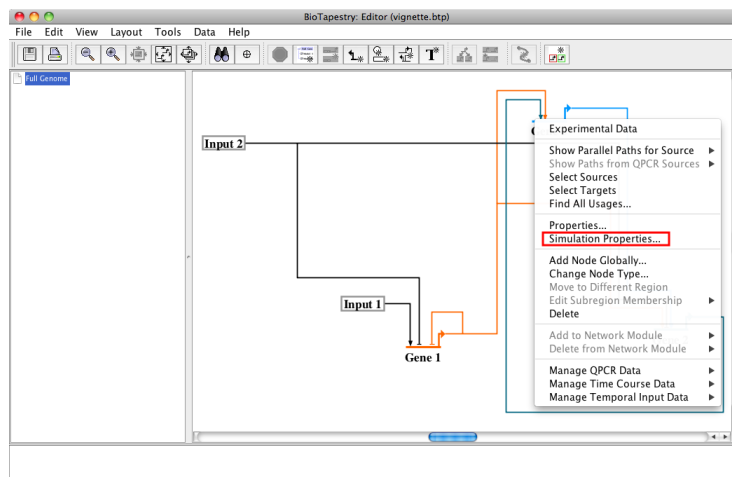 BioTapestry: Editor (vignette.btp)
File Edit View Layout Tools Data Help
Full Genome
Input 2
Input 1
Gene 1
Experimental Data
Show Parallel Paths for Source
Show Paths from QPCR Sources
Select Sources
Select Targets
Find All Usages...
Properties...
Simulation Properties...
Add Node Globally...
Change Node Type...
Move to Different Region
Edit Subregion Membership
Delete
Add to Network Module
Delete from Network Module
Manage QPCR Data
Manage Time Course Data
Manage Temporal Input Data